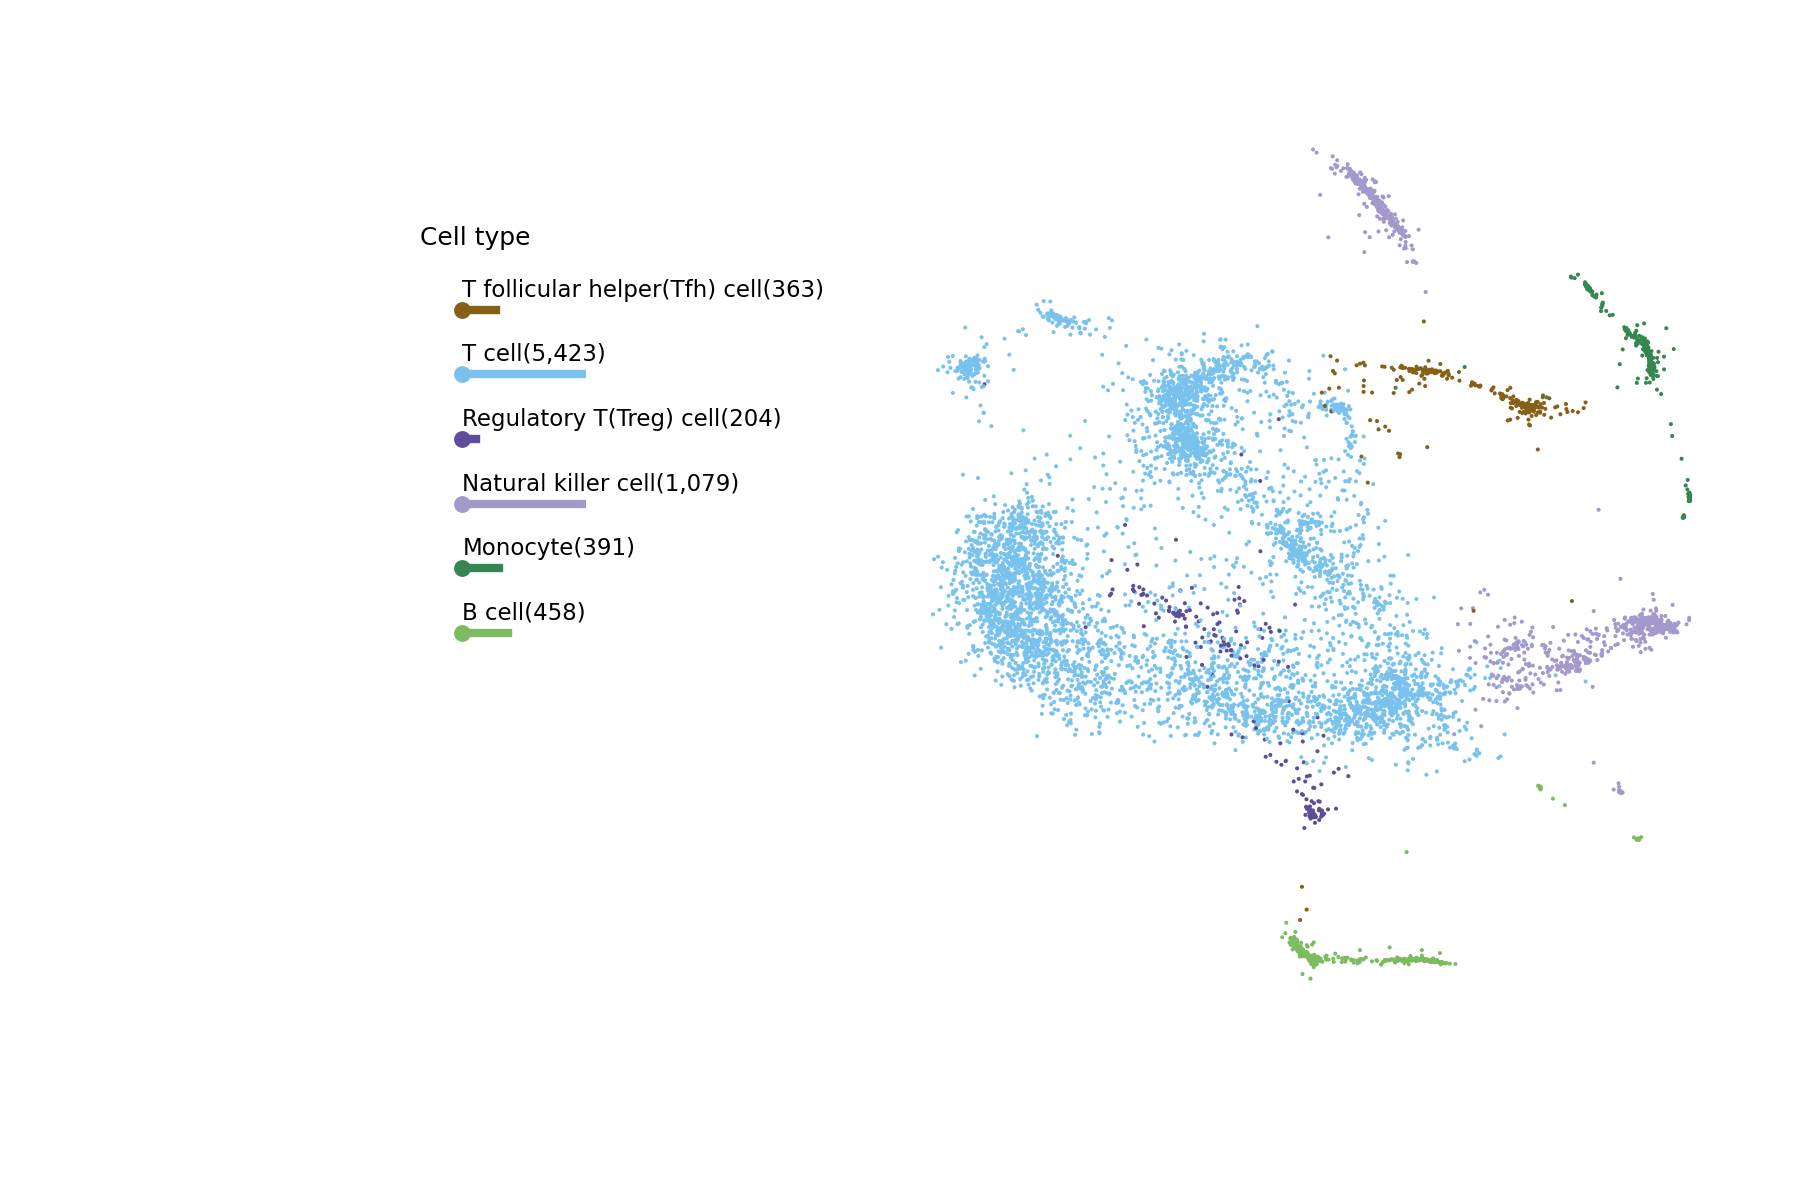 Cell type
T follicular helper(Tfh) cell(363)
T cell(5,423)
Regulatory T(Treg) cell(204)
Natural killer cell(1,079)
Monocyte(391)
B cell(458)